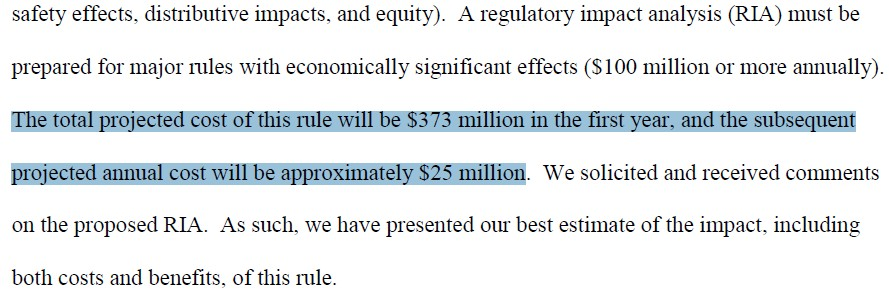 safety effects, distributive impacts, and equity).  A regulatory impact analysis (RIA) must be
prepared for major rules with economically significant effects ($100 million or more annually).
The total projected cost of this rule will be $373 million in the first year, and the subsequent
projected annual cost will be approximately $25 million.  We solicited and received comments
on the proposed RIA.  As such, we have presented our best estimate of the impact, including
both costs and benefits, of this rule.